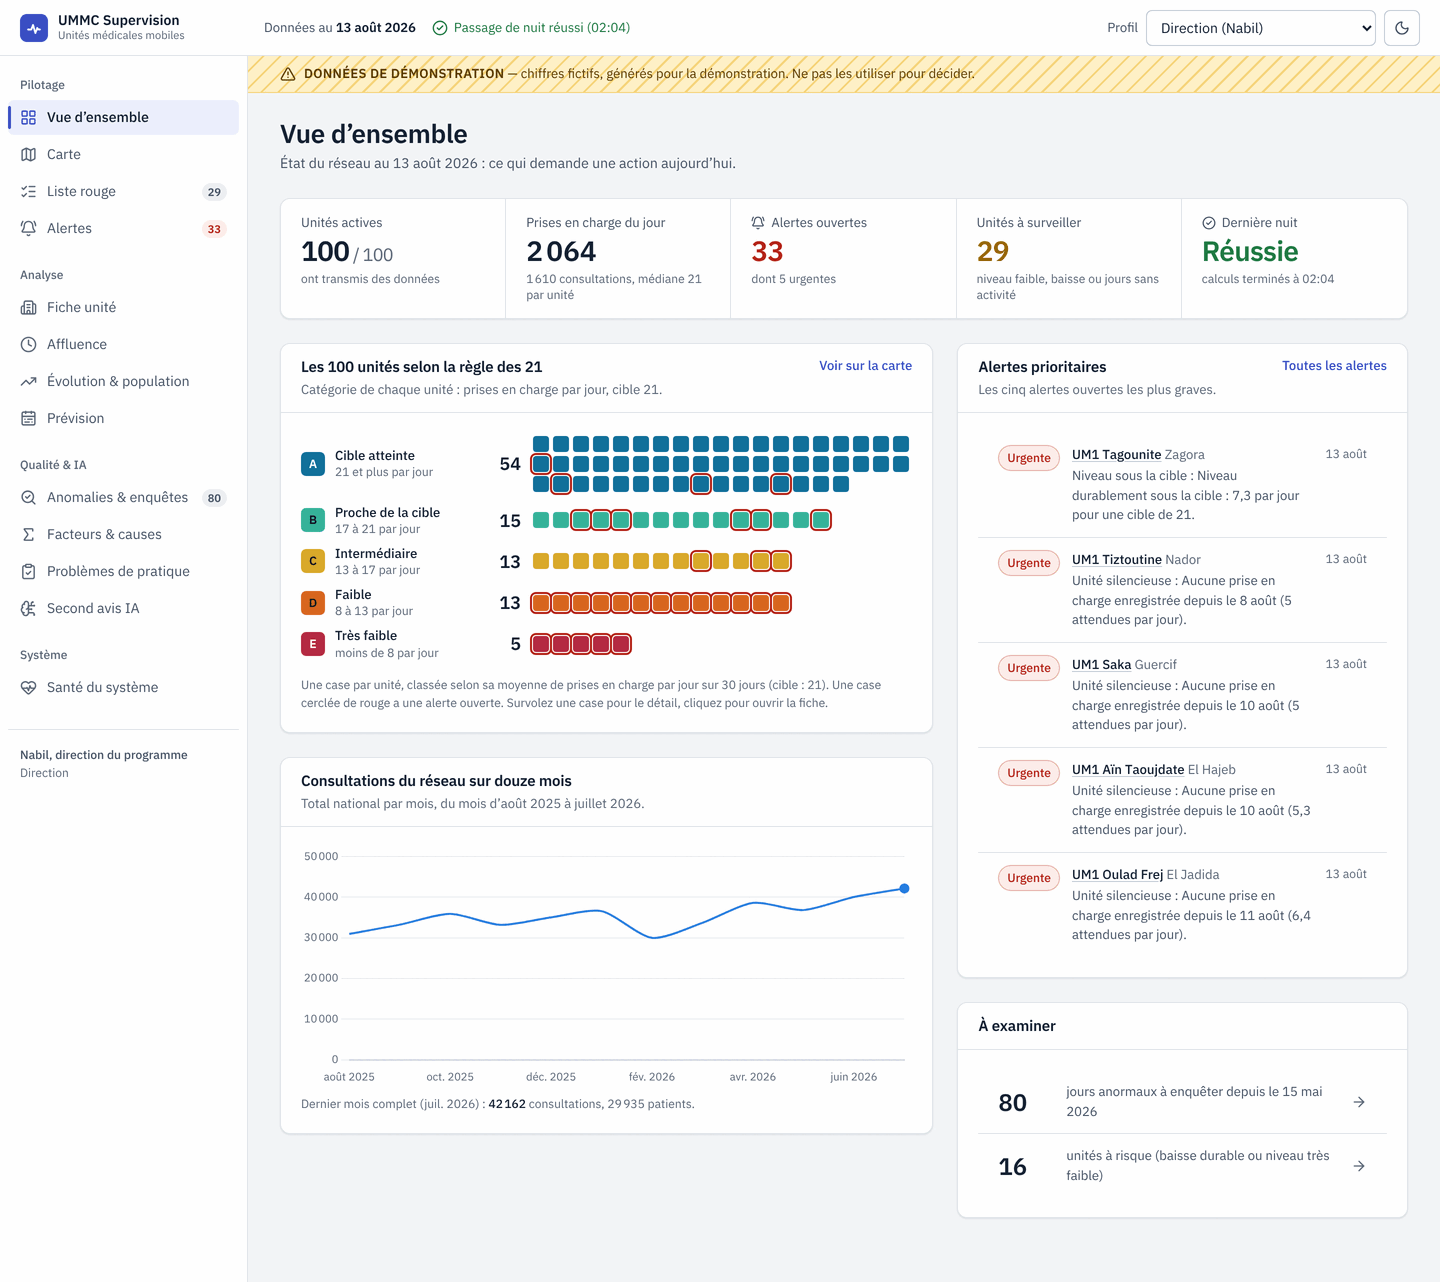 UMMC Supervision
Unités médicales mobiles
Données au 13 août 2026
Passage de nuit réussi (02:04)
Profil
Direction (Nabil)
Pilotage
Vue d’ensemble
Carte
Liste rouge 29
Alertes 33
Analyse
Fiche unité
Affluence
Évolution & population
Prévision
Qualité & IA
Anomalies & enquêtes 80
Facteurs & causes
Problèmes de pratique
Second avis IA
Système
Santé du système
Nabil, direction du programme
Direction
DONNÉES DE DÉMONSTRATION — chiffres fictifs, générés pour la démonstration. Ne pas les utiliser pour décider.
Vue d’ensemble
État du réseau au 13 août 2026 : ce qui demande une action aujourd’hui.
Unités actives
100 / 100
ont transmis des données
Prises en charge du jour
2 064
1 610 consultations, médiane 21
par unité
Alertes ouvertes
33
dont 5 urgentes
Unités à surveiller
29
niveau faible, baisse ou jours sans
activité
Dernière nuit
Réussie
calculs terminés à 02:04
Les 100 unités selon la règle des 21
Voir sur la carte
Catégorie de chaque unité : prises en charge par jour, cible 21.
A
Cible atteinte
21 et plus par jour
54
B
Proche de la cible
17 à 21 par jour
15
C
Intermédiaire
13 à 17 par jour
13
D
Faible
8 à 13 par jour
13
E
Très faible
moins de 8 par jour
5
Une case par unité, classée selon sa moyenne de prises en charge par jour sur 30 jours (cible : 21). Une case
cerclée de rouge a une alerte ouverte. Survolez une case pour le détail, cliquez pour ouvrir la fiche.
Consultations du réseau sur douze mois
Total national par mois, du mois d’août 2025 à juillet 2026.
50 000
40 000
30 000
20 000
10 000
0
août 2025 oct. 2025 déc. 2025 fév. 2026 avr. 2026 juin 2026
Dernier mois complet (juil. 2026) : 42 162 consultations, 29 935 patients.
Alertes prioritaires
Toutes les alertes
Les cinq alertes ouvertes les plus graves.
Urgente
UM1 Tagounite Zagora
13 août
Niveau sous la cible : Niveau
durablement sous la cible : 7,3 par jour
pour une cible de 21.
Urgente
UM1 Tiztoutine Nador
13 août
Unité silencieuse : Aucune prise en
charge enregistrée depuis le 8 août (5
attendues par jour).
Urgente
UM1 Saka Guercif
13 août
Unité silencieuse : Aucune prise en
charge enregistrée depuis le 10 août (5
attendues par jour).
Urgente
UM1 Aïn Taoujdate El Hajeb
13 août
Unité silencieuse : Aucune prise en
charge enregistrée depuis le 10 août (5,3
attendues par jour).
Urgente
UM1 Oulad Frej El Jadida
13 août
Unité silencieuse : Aucune prise en
charge enregistrée depuis le 11 août (6,4
attendues par jour).
À examiner
80
jours anormaux à enquêter depuis le 15 mai
2026
16
unités à risque (baisse durable ou niveau très
faible)